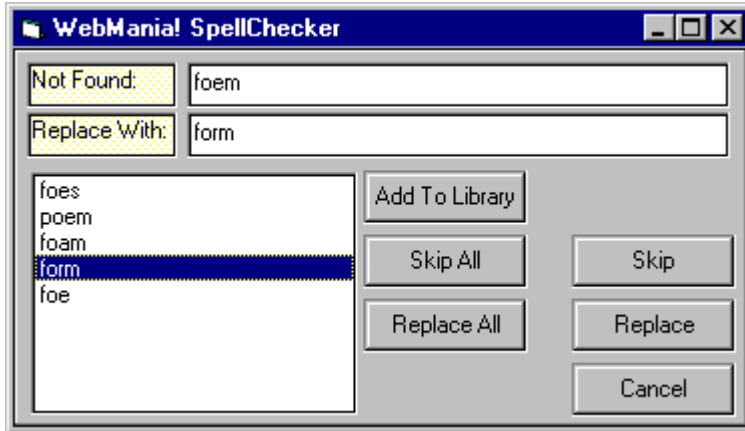 WebMania! SpellChecker
Not Found:
foem
Replace With:
form
foes
poem
foam
form
foe
Add To Library
Skip All
Skip
Replace All
Replace
Cancel